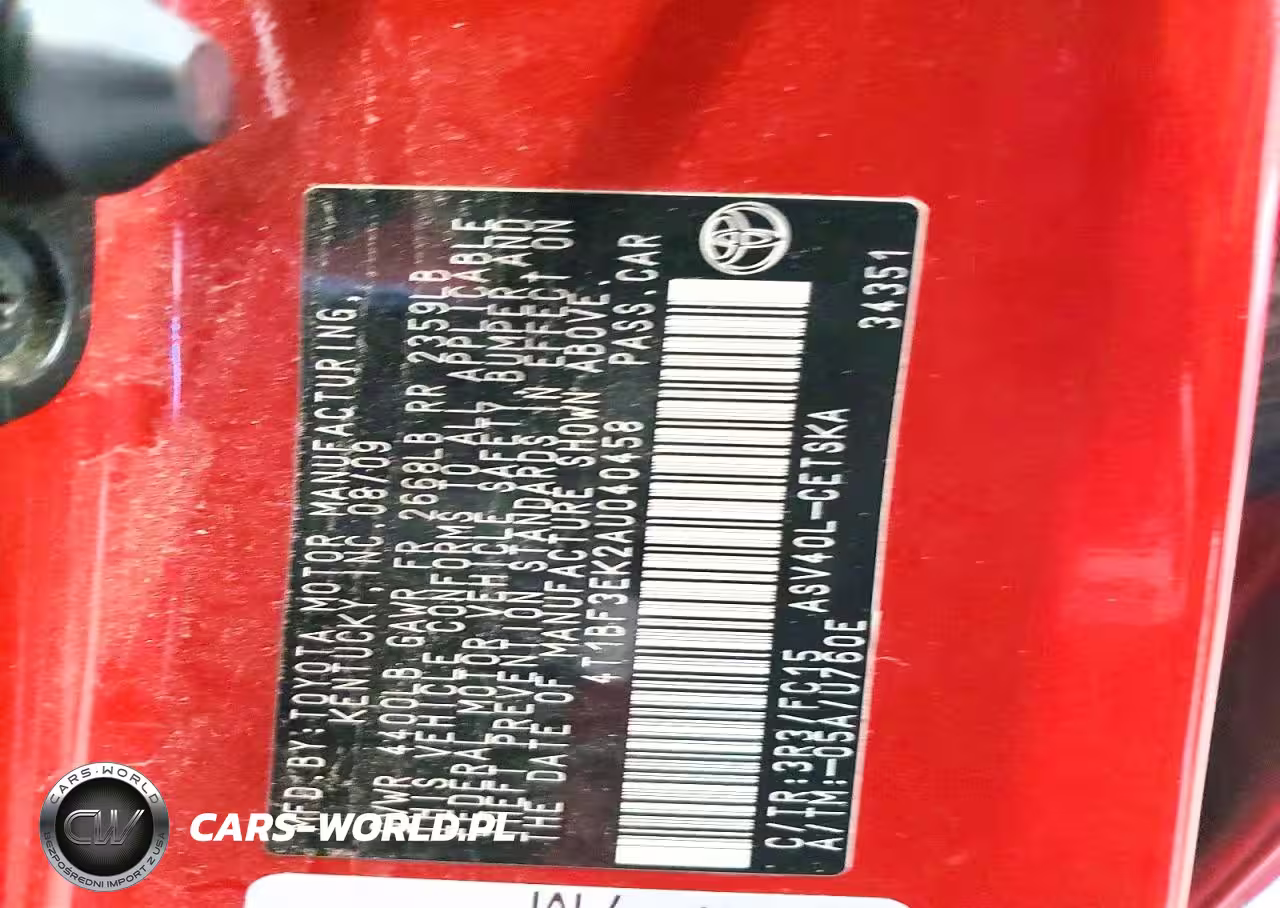 MFD.BY:TOYOTA MOTOR MANUFACTURING,
KENTUCKY,INC.08/09
GVWR 4400LB GAWR FR 2668LB RR 2359LB
THIS VEHICLE CONFORMS TO ALL APPLICABLE
FEDERAL MOTOR VEHICLE SAFETY,BUMPER,AND
THEFT PREVENTION STANDARDS IN EFFECT ON
THE DATE OF MANUFACTURE SHOWN ABOVE.
4T1BF3EK2AU040458 PASS.CAR
C/TR:3R3/FC15 ASV40L-CETSKA
A/TM:-05A/U760E 34351
CARS-WORLD
CW
BEZPOŚREDNI IMPORT Z USA
CARS-WORLD.PL